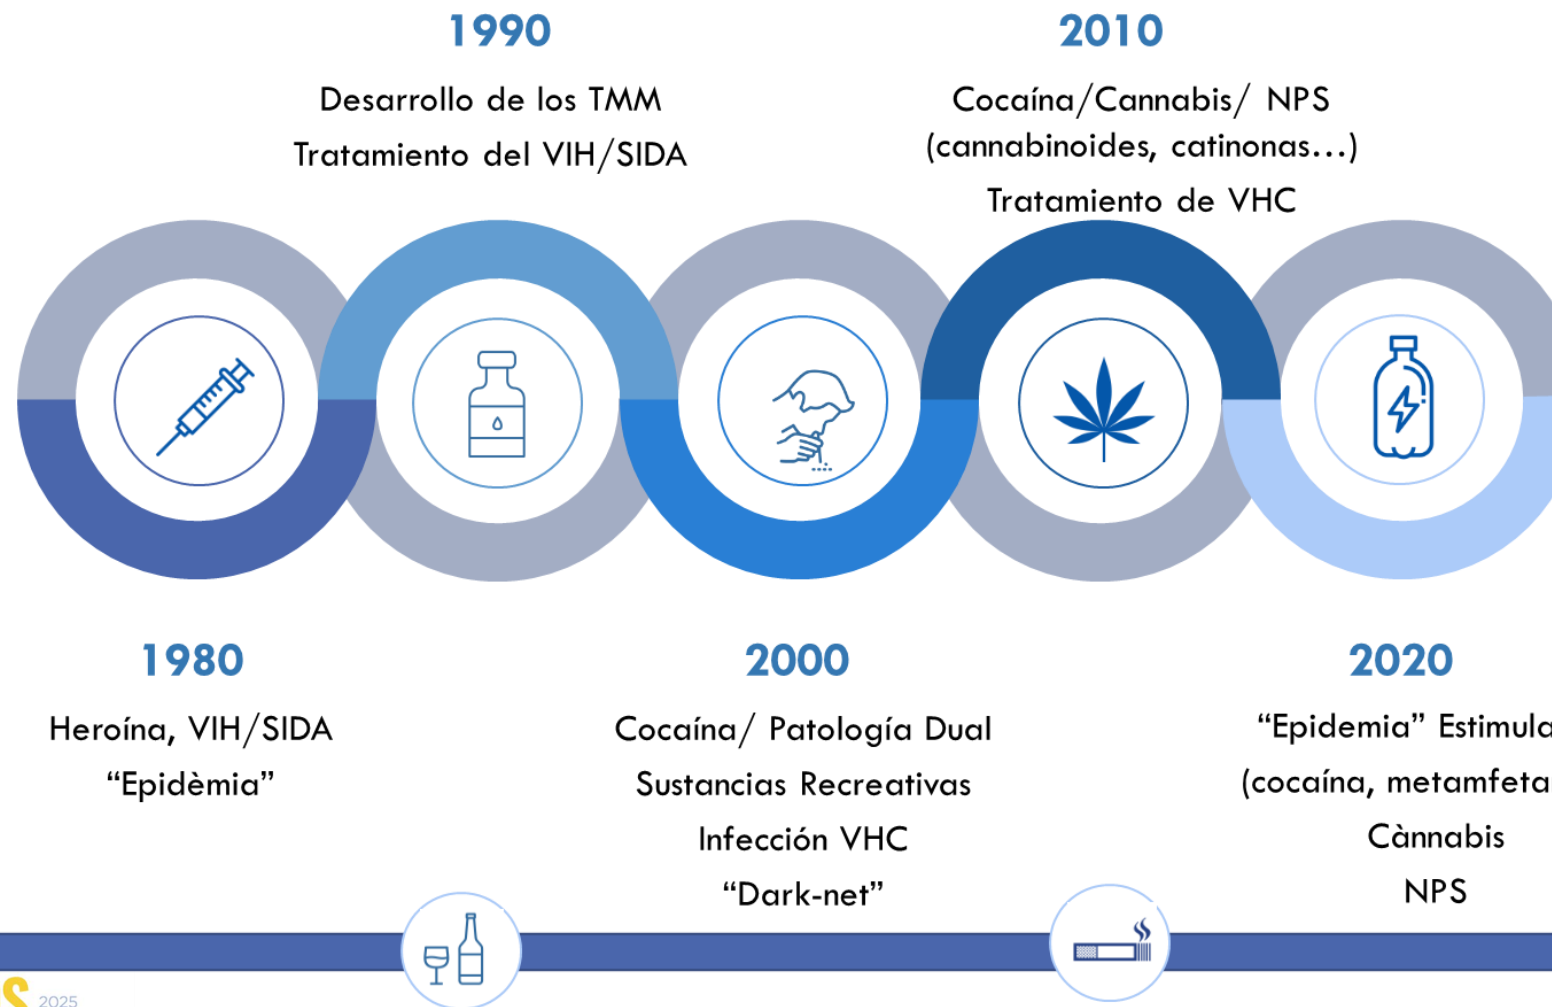 1990
Desarrollo de los TMM
Tratamiento del VIH/SIDA
2010
Cocaína/Cannabis/ NPS
(cannabinoides, catinonas...)
Tratamiento de VHC
1980
Heroína, VIH/SIDA
“Epidèmia”
2000
Cocaína/ Patología Dual
Sustancias Recreativas
Infección VHC
“Dark-net”
2020
“Epidemia” Estimula
(cocaína, metamfeta
Cànnabis
NPS
S 2025